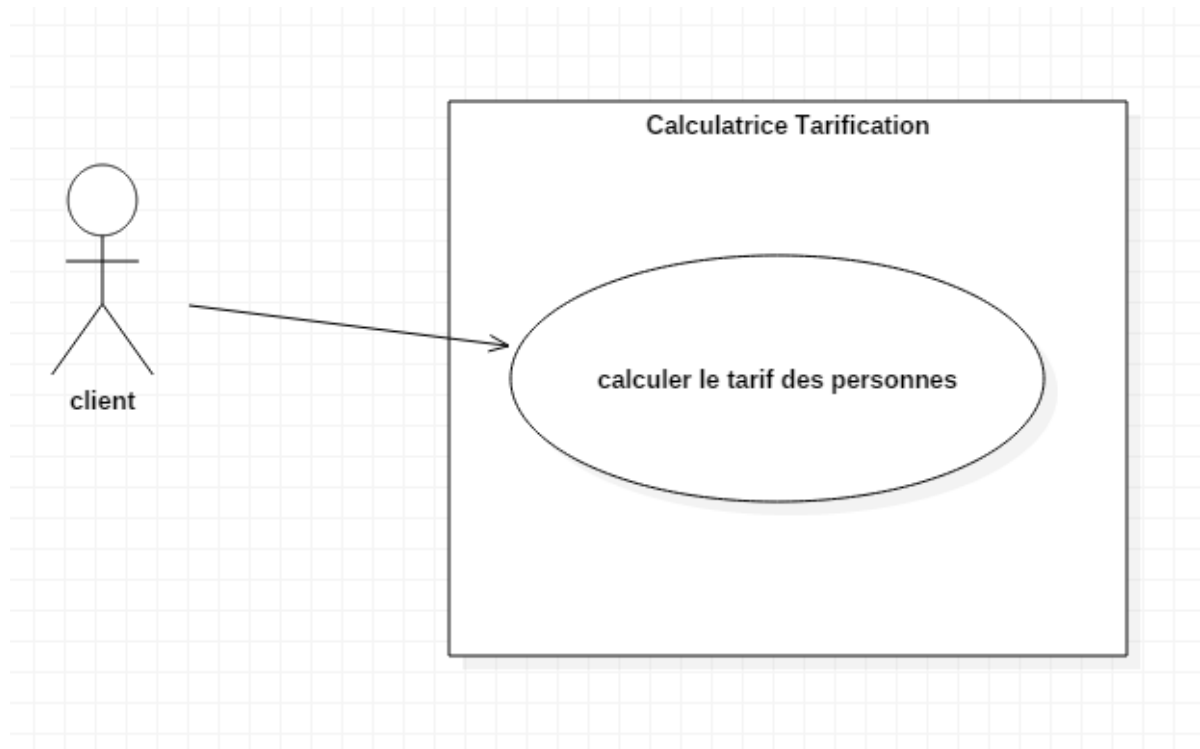 Calculatrice Tarification
calculer le tarif des personnes
client